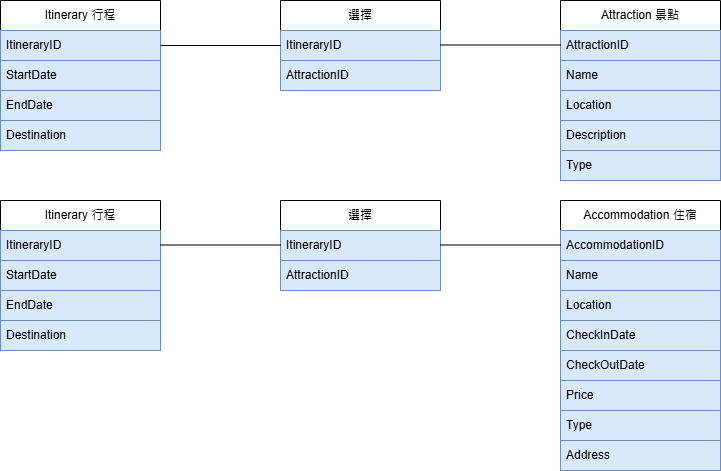 Itinerary 行程
ItineraryID
StartDate
EndDate
Destination
選擇
ItineraryID
AttractionID
Attraction 景點
AttractionID
Name
Location
Description
Type
Itinerary 行程
ItineraryID
StartDate
EndDate
Destination
選擇
ItineraryID
AttractionID
Accommodation 住宿
AccommodationID
Name
Location
CheckInDate
CheckOutDate
Price
Type
Address